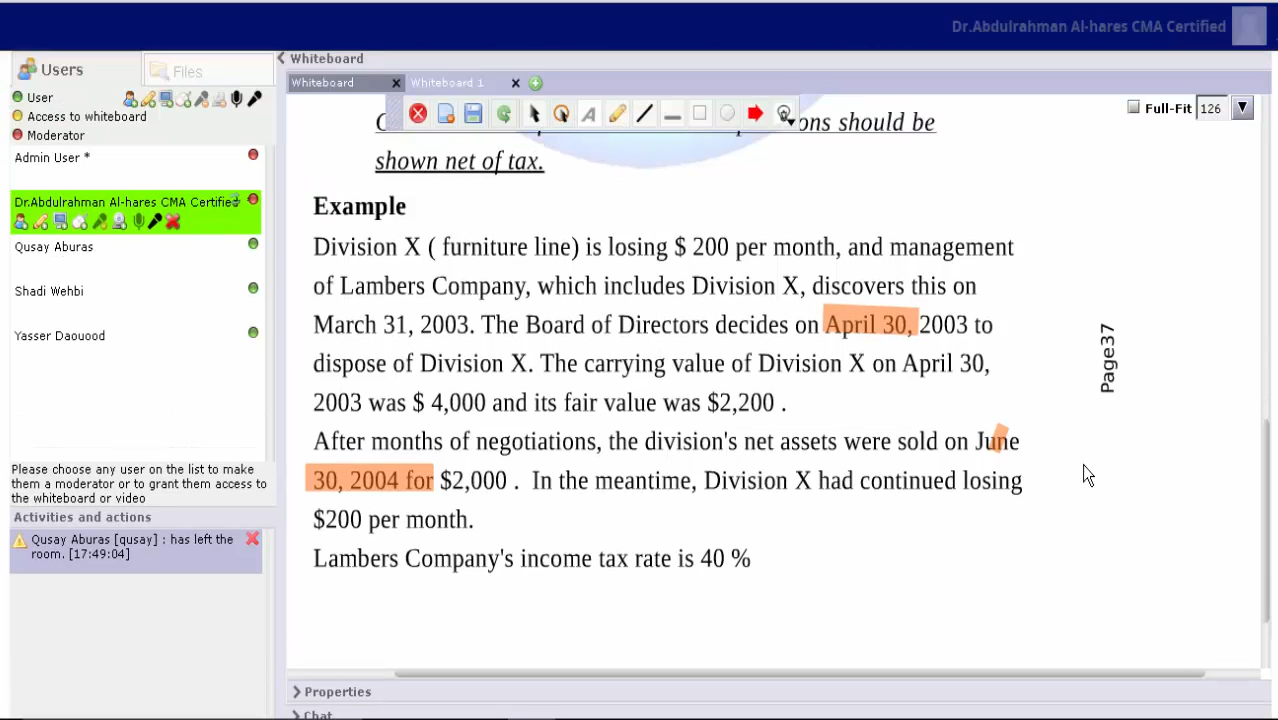 Dr.Abdulrahman Al-hares CMA Certified
Users
Files
Whiteboard
Whiteboard
Whiteboard 1
User
Access to whiteboard
Moderator
Full-Fit
126
Admin User *
Dr.Abdulrahman Al-hares CMA Certified
Qusay Aburas
Shadi Wehbi
Yasser Daouood
Please choose any user on the list to make
them a moderator or to grant them access to
the whiteboard or video
Activities and actions
Qusay Aburas [qusay] : has left the
room. [17:49:04]
should be
shown net of tax.
Example
Division X ( furniture line) is losing $ 200 per month, and management
of Lambers Company, which includes Division X, discovers this on
March 31, 2003. The Board of Directors decides on April 30, 2003 to
dispose of Division X. The carrying value of Division X on April 30,
2003 was $ 4,000 and its fair value was $2,200 .
After months of negotiations, the division's net assets were sold on June
30, 2004 for $2,000 . In the meantime, Division X had continued losing
$200 per month.
Lambers Company's income tax rate is 40 %
Page37
Properties
Chat